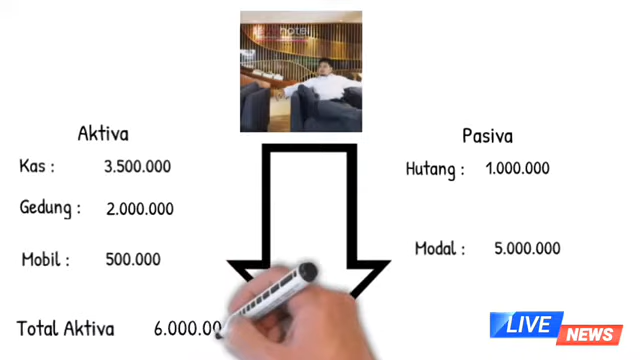 hotel
Aktiva
Kas : 3.500.000
Gedung : 2.000.000
Mobil : 500.000
Total Aktiva 6.000.00
Pasiva
Hutang : 1.000.000
Modal : 5.000.000
LIVE
NEWS